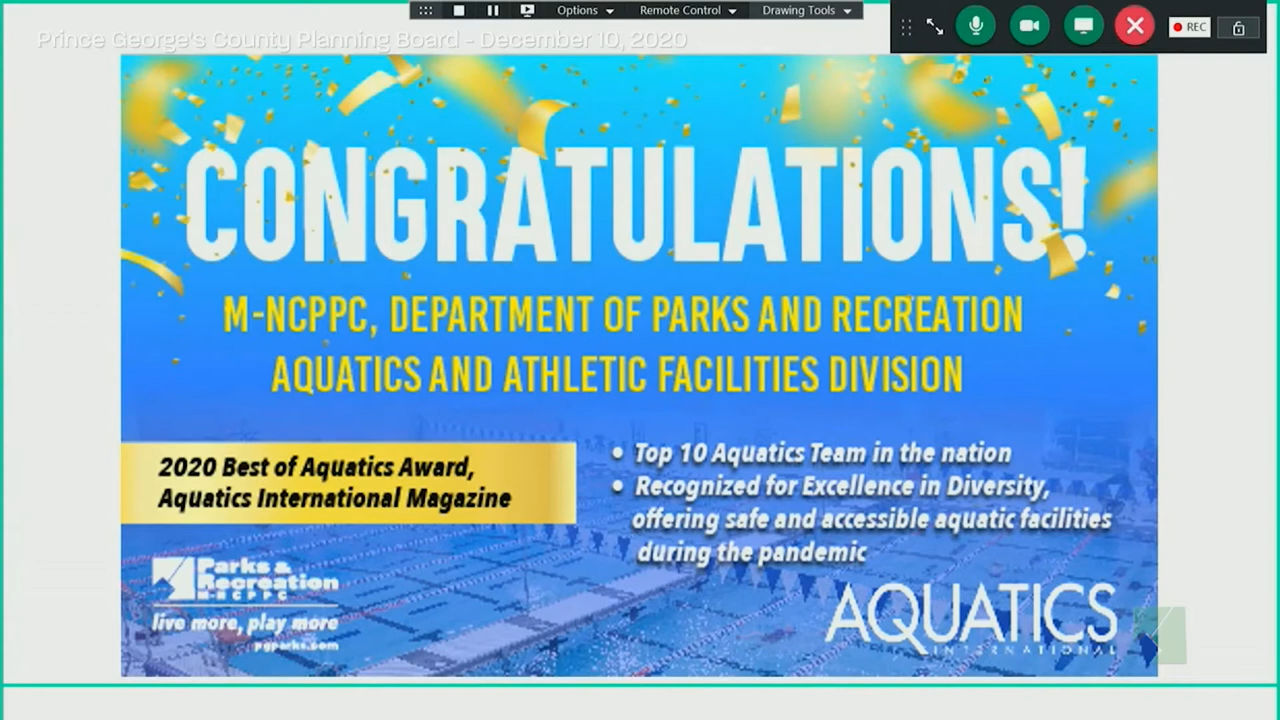 Options
Remote Control
Drawing Tools
REC
Prince George's County Planning Board - December 10, 2020
CONGRATULATIONS!
M-NCPPC, DEPARTMENT OF PARKS AND RECREATION
AQUATICS AND ATHLETIC FACILITIES DIVISION
2020 Best of Aquatics Award,
Aquatics International Magazine
• Top 10 Aquatics Team in the nation
• Recognized for Excellence in Diversity,
offering safe and accessible aquatic facilities
during the pandemic
Parks &
Recreation
M-NCPPC
live more, play more
pgparks.com
AQUATICS
INTERNATIONAL